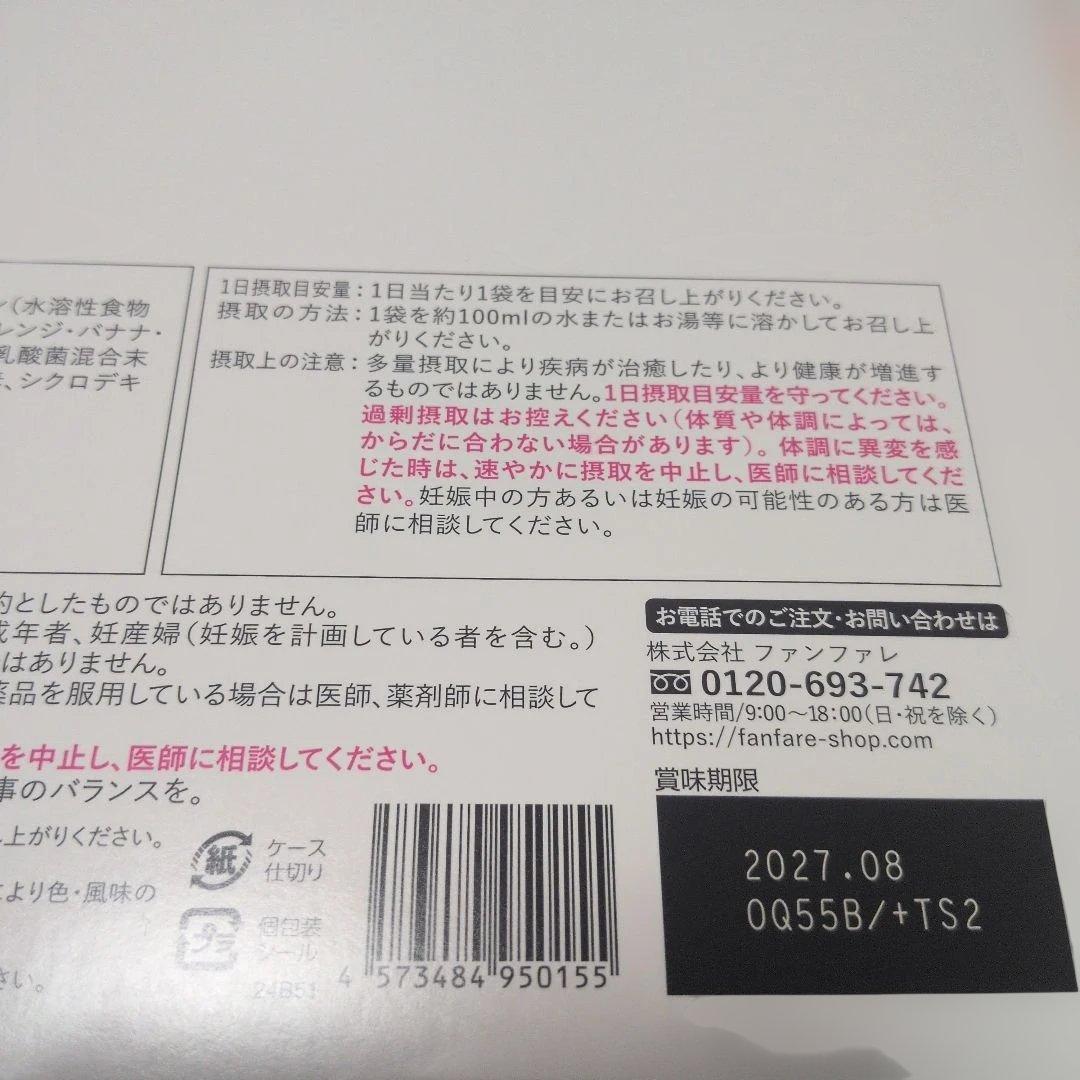 ン(水溶性食物
レンジ・バナナ・
乳酸菌混合末
、シクロデキ
1日摂取目安量:1日当たり1袋を目安にお召し上がりください。
摂取の方法:1袋を約100mlの水またはお湯等に溶かしてお召し上
がりください。
摂取上の注意:多量摂取により疾病が治癒したり、より健康が増進す
るものではありません。1日摂取目安量を守ってください。
過剰摂取はお控えください(体質や体調によっては、
からだに合わない場合があります)。体調に異変を感
じた時は、速やかに摂取を中止し、医師に相談してくだ
さい。妊娠中の方あるいは妊娠の可能性のある方は医
師に相談してください。
的としたものではありません。
成年者、妊産婦(妊娠を計画している者を含む。)
はありません。
薬品を服用している場合は医師、薬剤師に相談して
を中止し、医師に相談してください。
事のバランスを。
し上がりください。
により色・風味の
さい。
紙
ケース
仕切り
プラ
個包装
シール
24B51
4 573484 950155
お電話でのご注文・お問い合わせは
株式会社 ファンファレ
0120-693-742
営業時間/9:00〜18:00(日・祝を除く)
https://fanfare-shop.com
賞味期限
2027.08
0Q55B/+TS2